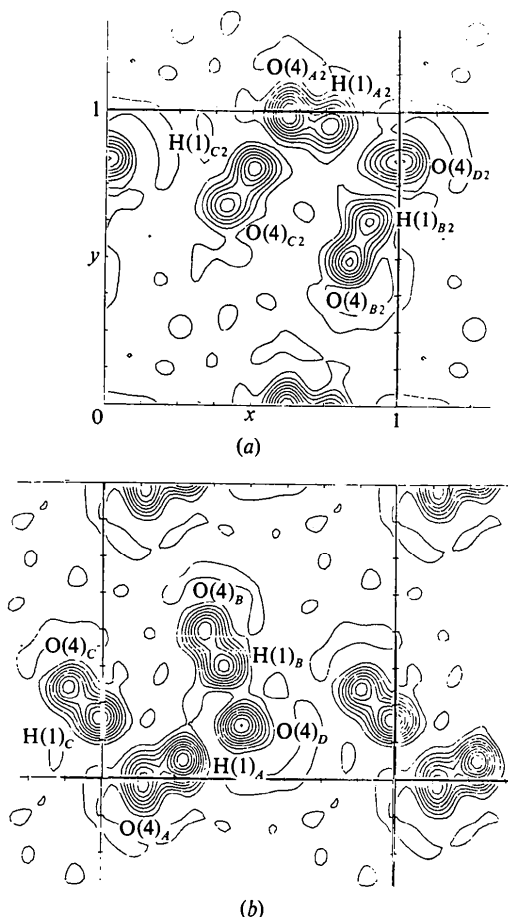 O(4)A2 H(1)A2
1
H(1)C2
O(4)D2
H(1)B2
O(4)C2
y
O(4)B2
0 x 1
(a)
O(4)B
O(4)C
H(1)B
O(4)D
H(1)C
H(1)A
O(4)A
(b)